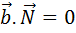 b⃗.N⃗ = 0